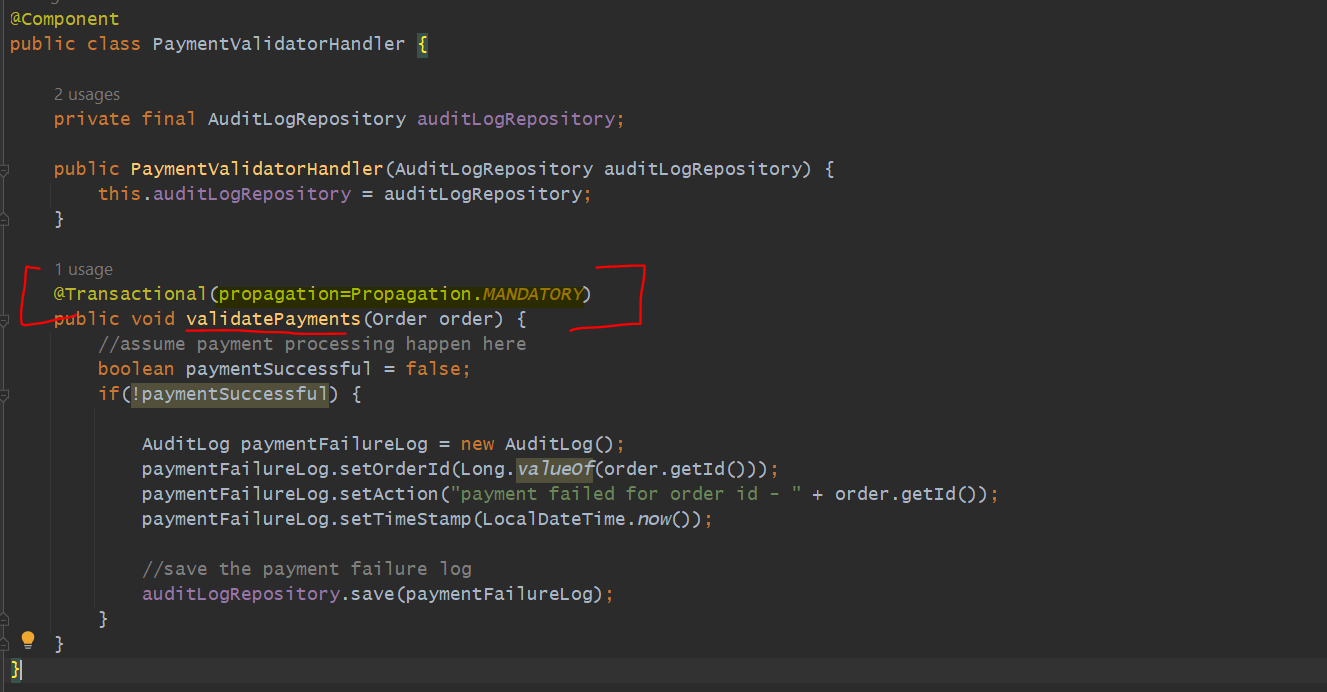 @Component
public class PaymentValidatorHandler {
2 usages
private final AuditLogRepository auditLogRepository;
public PaymentValidatorHandler(AuditLogRepository auditLogRepository) {
this.auditLogRepository = auditLogRepository;
}
1 usage
@Transactional(propagation=Propagation.MANDATORY)
public void validatePayments(Order order) {
//assume payment processing happen here
boolean paymentSuccessful = false;
if(!paymentSuccessful) {
AuditLog paymentFailureLog = new AuditLog();
paymentFailureLog.setOrderId(Long.valueOf(order.getId()));
paymentFailureLog.setAction("payment failed for order id - " + order.getId());
paymentFailureLog.setTimeStamp(LocalDateTime.now());
//save the payment failure log
auditLogRepository.save(paymentFailureLog);
}
}
}